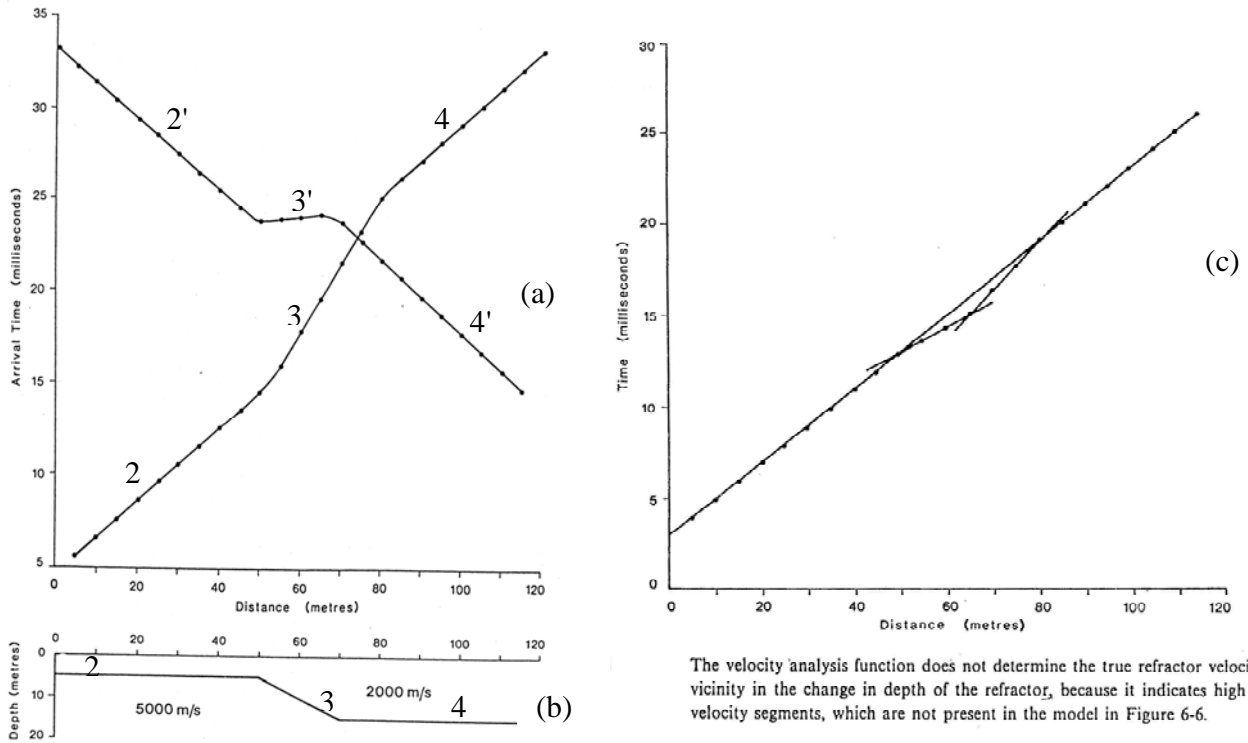 35
30
25
20
15
10
5
Arrival Time (milliseconds)
2'
3'
4
3
4'
2
(a)
0 20 40 60 80 100 120
Distance (metres)
0 20 40 60 80 100 120
0
10
20
Depth (metres)
2
5000 m/s
2000 m/s
3
4
(b)
30
25
20
15
10
5
0
Time (milliseconds)
(c)
0 20 40 60 80 100 120
Distance (metres)
The velocity analysis function does not determine the true refractor veloci
vicinity in the change in depth of the refractor, because it indicates high
velocity segments, which are not present in the model in Figure 6-6.